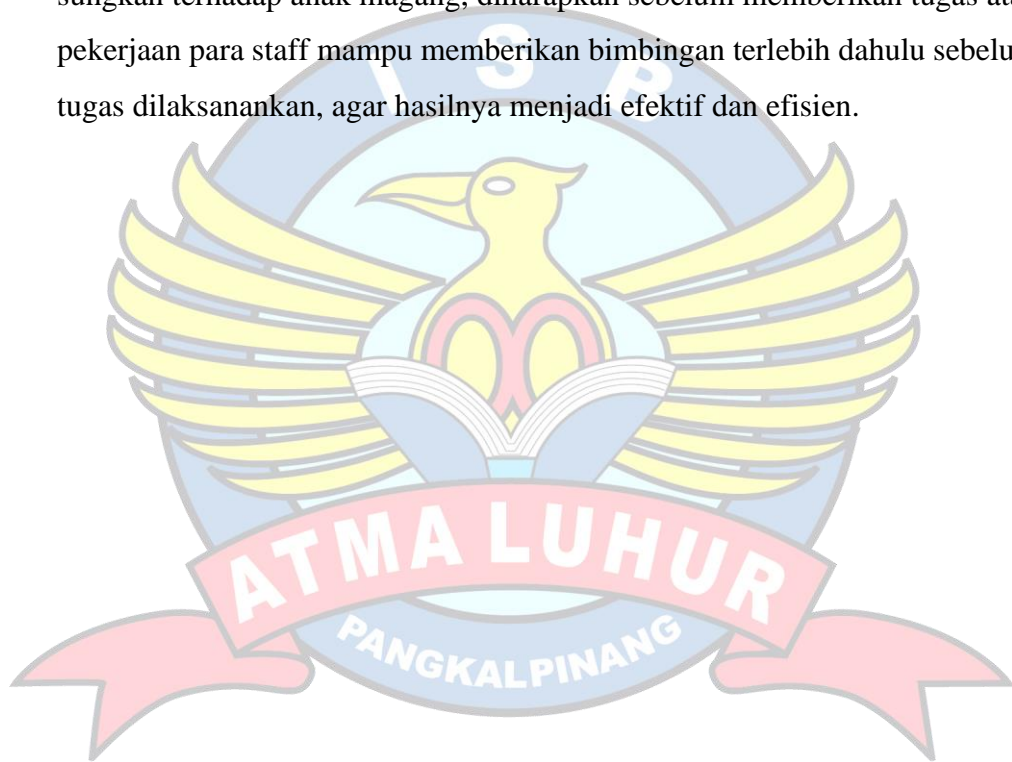 sungkan terhadap anak magang, diharapkan sebelum memberikan tugas ata
pekerjaan para staff mampu memberikan bimbingan terlebih dahulu sebelu
tugas dilaksanankan, agar hasilnya menjadi efektif dan efisien.
I S B
ATMA LUHUR
PANGKALPINANG